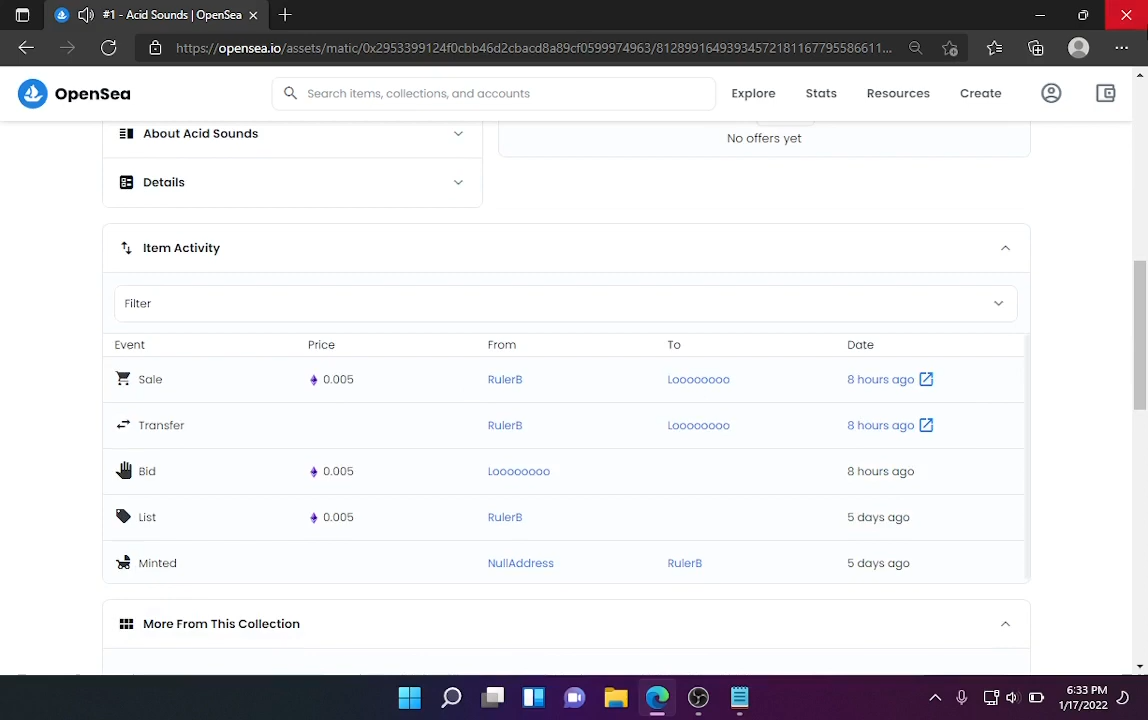 #1 - Acid Sounds | OpenSea
https://opensea.io/assets/matic/0x2953399124f0cbb46d2cbacd8a89cf0599974963/81289916493934572181167795586611...
OpenSea
Search items, collections, and accounts
Explore
Stats
Resources
Create
About Acid Sounds
No offers yet
Details
Item Activity
Filter
Event Price From To Date
Sale 0.005 RulerB Loooooooo 8 hours ago
Transfer RulerB Loooooooo 8 hours ago
Bid 0.005 Loooooooo 8 hours ago
List 0.005 RulerB 5 days ago
Minted NullAddress RulerB 5 days ago
More From This Collection
6:33 PM
1/17/2022